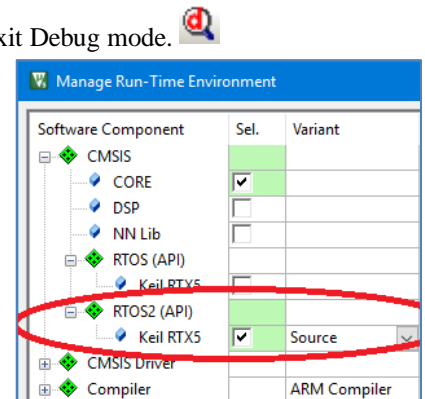 xit Debug mode.
Manage Run-Time Environment
Software Component Sel. Variant
CMSIS
CORE
DSP
NN Lib
RTOS (API)
Keil RTX5
RTOS2 (API)
Keil RTX5 Source
CMSIS Driver
Compiler ARM Compiler